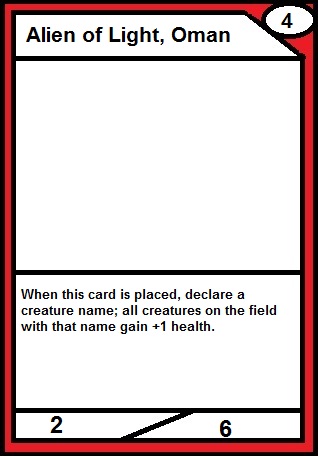 Alien of Light, Oman
4
When this card is placed, declare a
creature name; all creatures on the field
with that name gain +1 health.
2
6